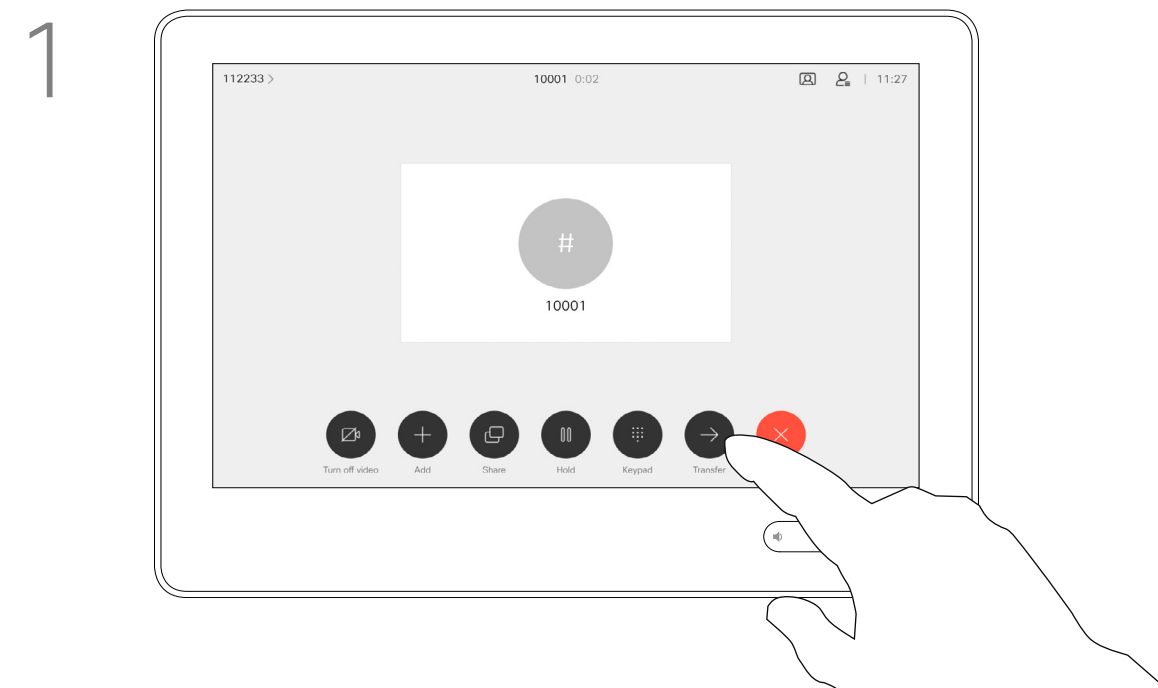 1
112233 >
10001 0:02
| 11:27
#
10001
Turn off video
Add
Share
Hold
Keypad
Transfer